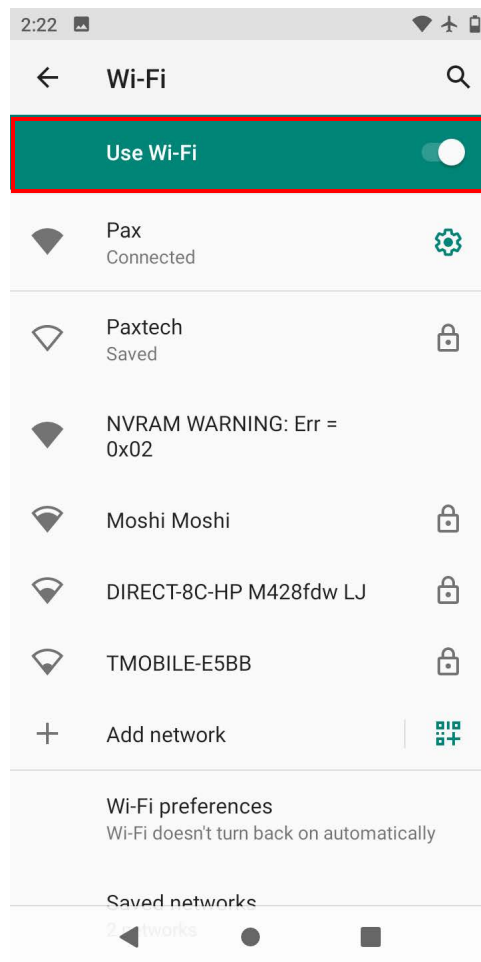 2:22
Wi-Fi
Use Wi-Fi
Pax
Connected
Paxtech
Saved
NVRAM WARNING: Err =
0x02
Moshi Moshi
DIRECT-8C-HP M428fdw LJ
TMOBILE-E5BB
Add network
Wi-Fi preferences
Wi-Fi doesn't turn back on automatically
Saved networks
2 networks